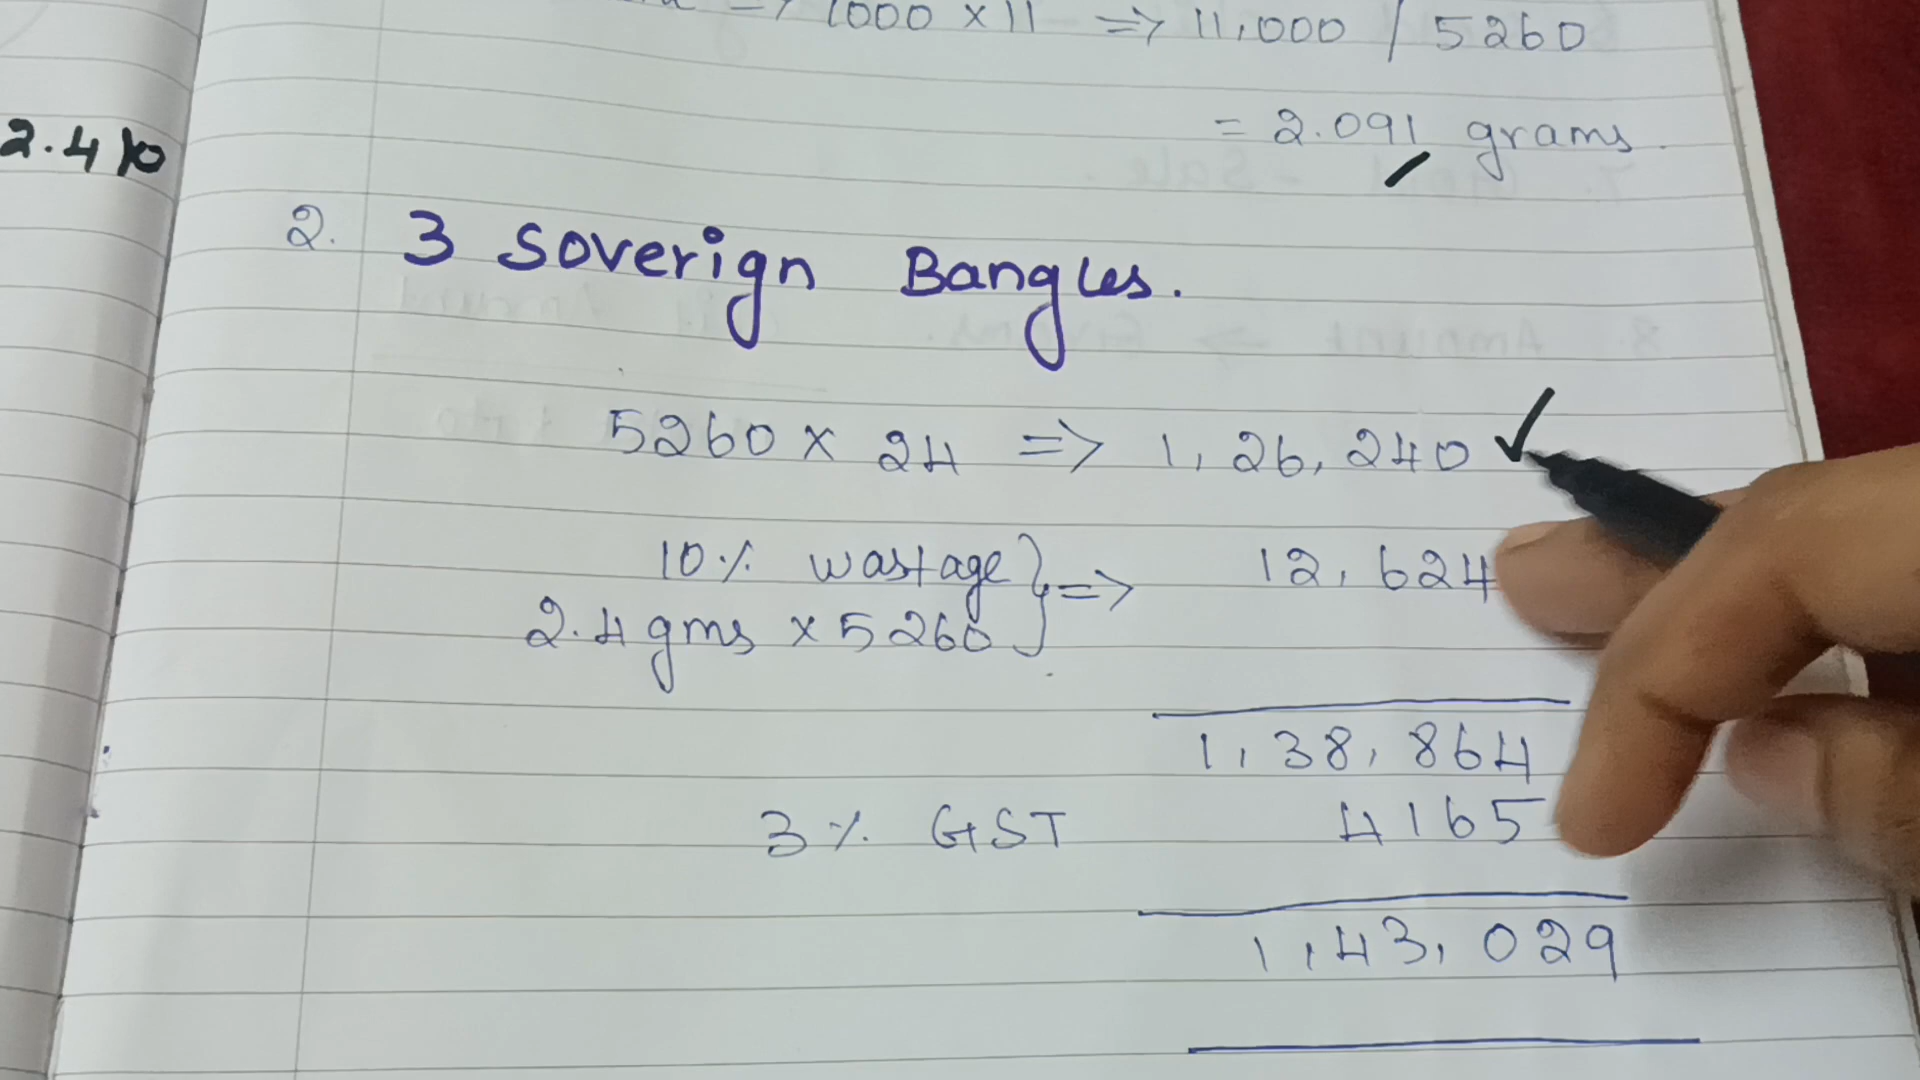 1000 x 11 => 11,000 / 5260
= 2.091 grams.
2.4
2. 3 Soverign Bangles.
5260 x 24 => 1,26,240 ✓
10% wastage } => 12,624
2.4 gms x 5260
1,38,864
3% GST 4165
1,43,029